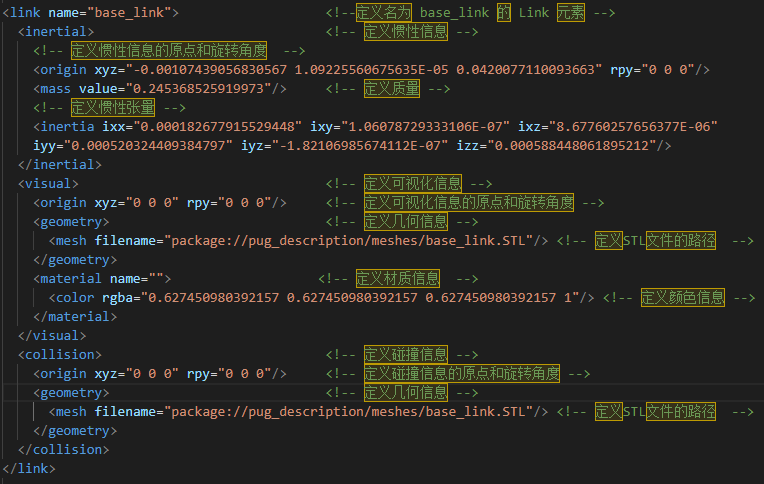 <link name="base_link"> <!--定义名为 base_link 的 Link 元素 -->
<inertial> <!-- 定义惯性信息 -->
<!-- 定义惯性信息的原点和旋转角度 -->
<origin xyz="-0.00107439056830567 1.09225560675635E-05 0.0420077110093663" rpy="0 0 0"/>
<mass value="0.245368525919973"/> <!-- 定义质量 -->
<!-- 定义惯性张量 -->
<inertia ixx="0.000182677915529448" ixy="1.06078729333106E-07" ixz="8.67760257656377E-06"
iyy="0.000520324409384797" iyz="-1.82106985674112E-07" izz="0.000588448061895212"/>
</inertial>
<visual> <!-- 定义可视化信息 -->
<origin xyz="0 0 0" rpy="0 0 0"/> <!-- 定义可视化信息的原点和旋转角度 -->
<geometry> <!-- 定义几何信息 -->
<mesh filename="package://pug_description/meshes/base_link.STL"/> <!-- 定义STL文件的路径 -->
</geometry>
<material name=""> <!-- 定义材质信息 -->
<color rgba="0.627450980392157 0.627450980392157 0.627450980392157 1"/> <!-- 定义颜色信息 -->
</material>
</visual>
<collision> <!-- 定义碰撞信息 -->
<origin xyz="0 0 0" rpy="0 0 0"/> <!-- 定义碰撞信息的原点和旋转角度 -->
<geometry> <!-- 定义几何信息 -->
<mesh filename="package://pug_description/meshes/base_link.STL"/> <!-- 定义STL文件的路径 -->
</geometry>
</collision>
</link>